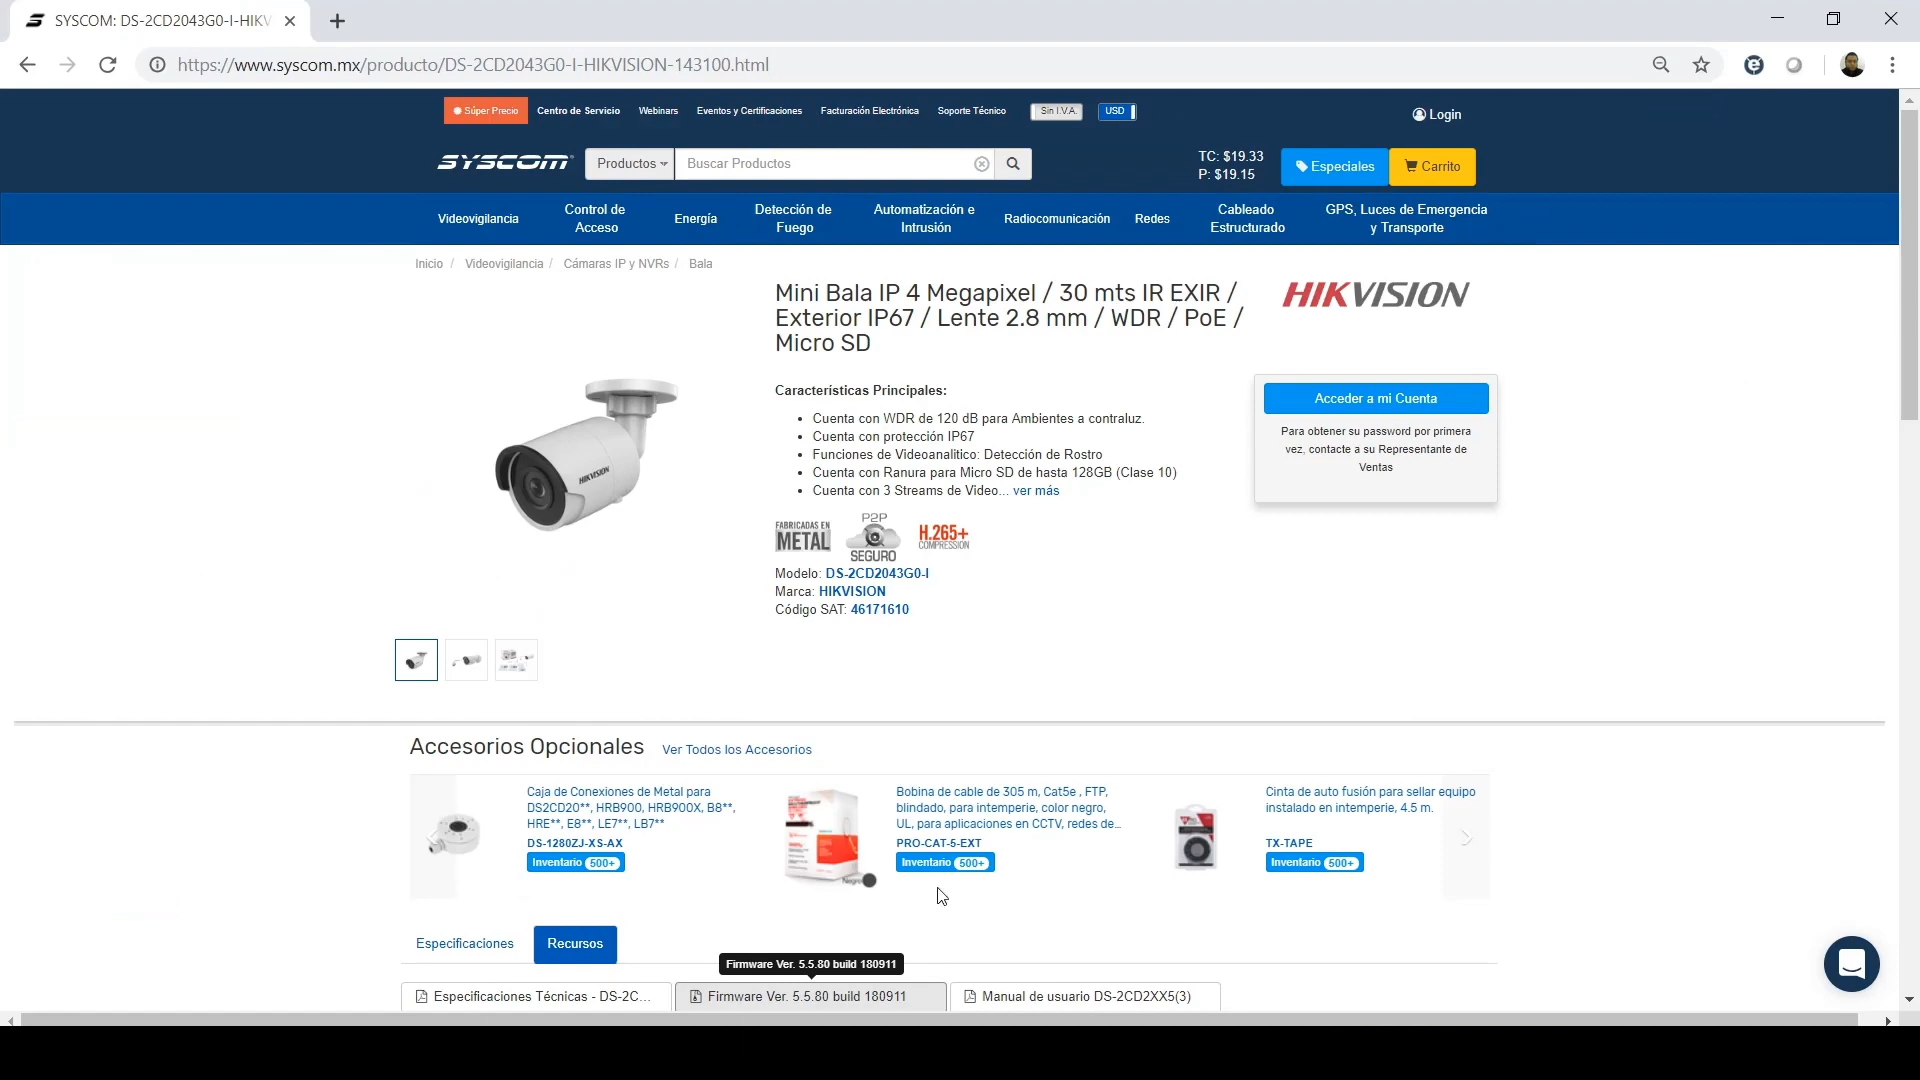 SYSCOM: DS-2CD2043G0-I-HIKV
https://www.syscom.mx/producto/DS-2CD2043G0-I-HIKVISION-143100.html
Súper Precio
Centro de Servicio
Webinars
Eventos y Certificaciones
Facturación Electrónica
Soporte Técnico
Sin I.V.A.
USD
Login
SYSCOM
Productos
Buscar Productos
TC: $19.33
P: $19.15
Especiales
Carrito
Videovigilancia
Control de
Acceso
Energía
Detección de
Fuego
Automatización e
Intrusión
Radiocomunicación
Redes
Cableado
Estructurado
GPS, Luces de Emergencia
y Transporte
Inicio / Videovigilancia / Cámaras IP y NVRs / Bala
Mini Bala IP 4 Megapixel / 30 mts IR EXIR /
Exterior IP67 / Lente 2.8 mm / WDR / PoE /
Micro SD
HIKVISION
HIKVISION
Características Principales:
• Cuenta con WDR de 120 dB para Ambientes a contraluz.
• Cuenta con protección IP67
• Funciones de Videoanalitico: Detección de Rostro
• Cuenta con Ranura para Micro SD de hasta 128GB (Clase 10)
• Cuenta con 3 Streams de Video... ver más
Acceder a mi Cuenta
Para obtener su password por primera
vez, contacte a su Representante de
Ventas
FABRICADAS EN
METAL
P2P
SEGURO
H.265+
COMPRESSION
Modelo: DS-2CD2043G0-I
Marca: HIKVISION
Código SAT: 46171610
Accesorios Opcionales
Ver Todos los Accesorios
Caja de Conexiones de Metal para
DS2CD20**, HRB900, HRB900X, B8**,
HRE**, E8**, LE7**, LB7**
DS-1280ZJ-XS-AX
Inventario 500+
Bobina de cable de 305 m, Cat5e , FTP,
blindado, para intemperie, color negro,
UL, para aplicaciones en CCTV, redes de...
PRO-CAT-5-EXT
Inventario 500+
Negro
Cinta de auto fusión para sellar equipo
instalado en intemperie, 4.5 m.
TX-TAPE
Inventario 500+
Especificaciones
Recursos
Firmware Ver. 5.5.80 build 180911
Especificaciones Técnicas - DS-2C...
Firmware Ver. 5.5.80 build 180911
Manual de usuario DS-2CD2XX5(3)